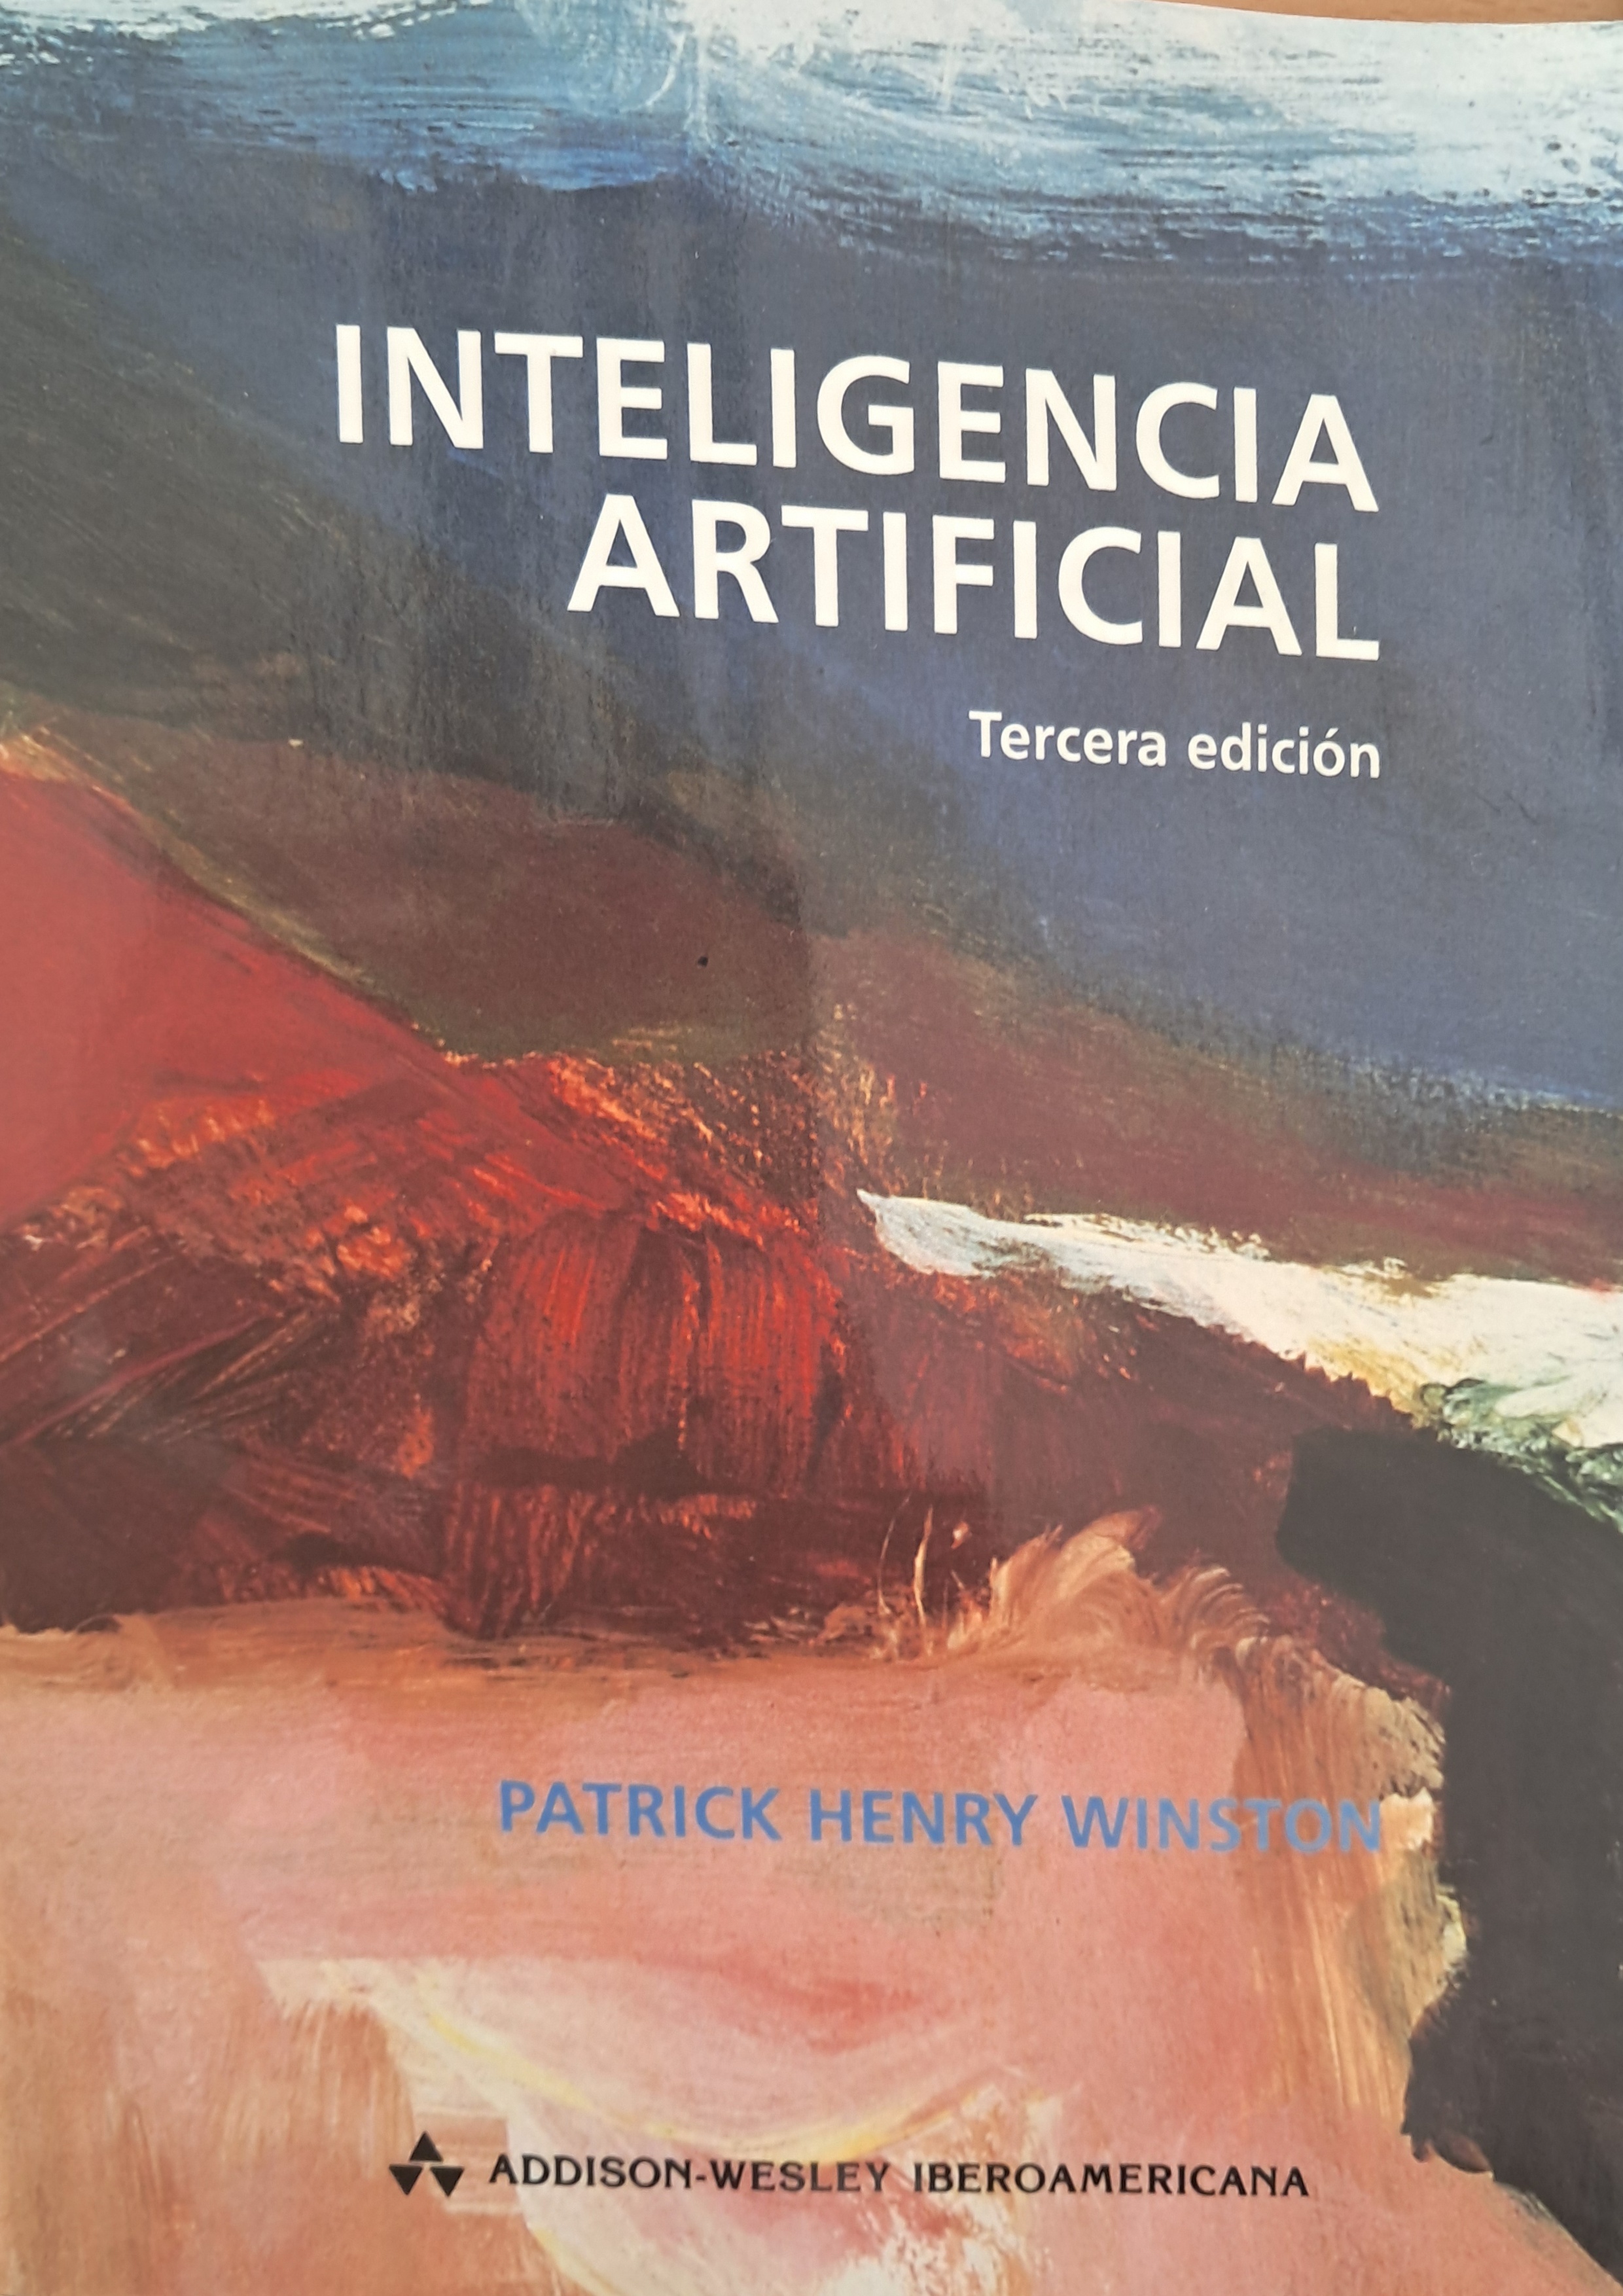 INTELIGENCIA
ARTIFICIAL
Tercera edición
PATRICK HENRY WINSTON
ADDISON-WESLEY IBEROAMERICANA